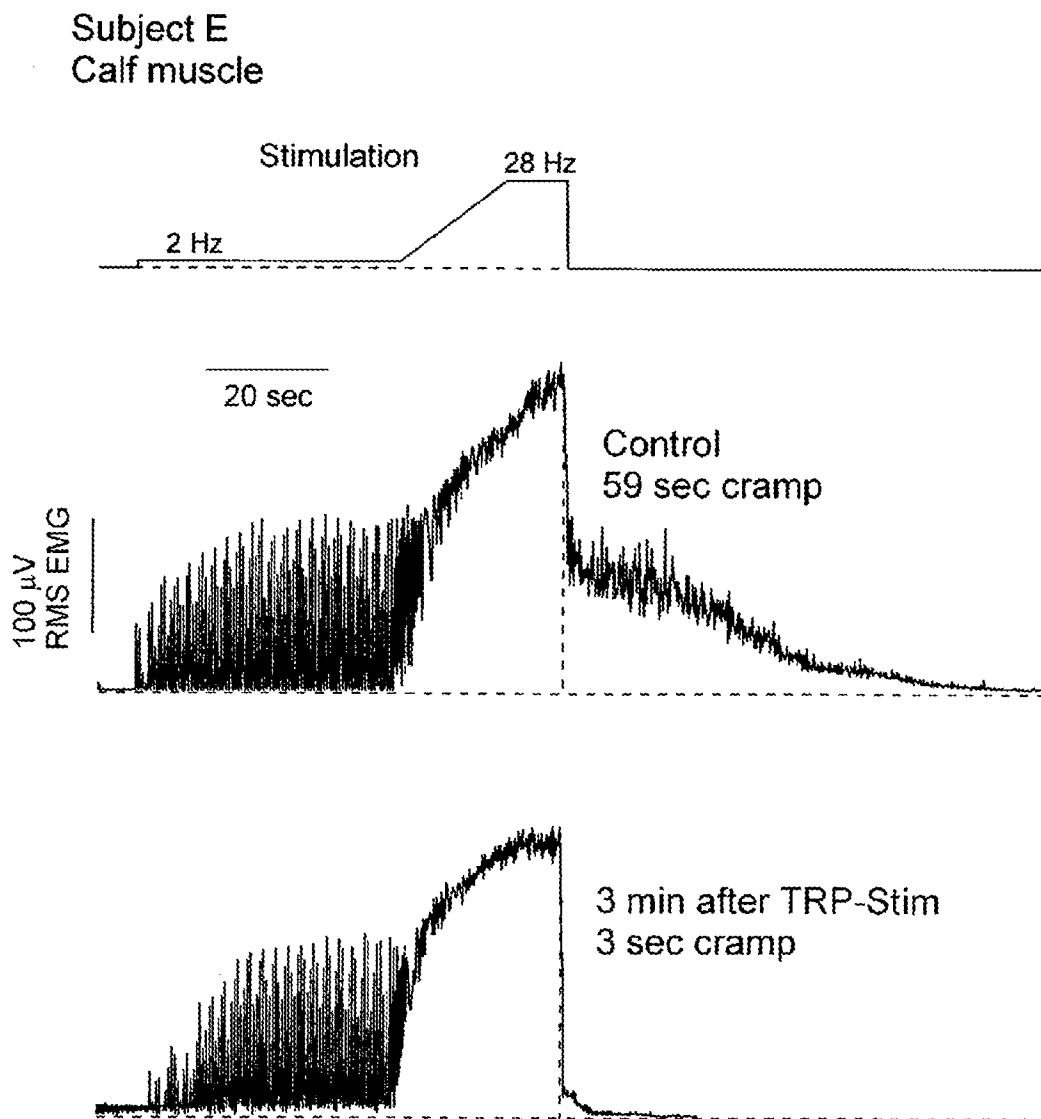 Subject E
Calf muscle
Stimulation
28 Hz
2 Hz
20 sec
Control
59 sec cramp
100 µV
RMS EMG
3 min after TRP-Stim
3 sec cramp